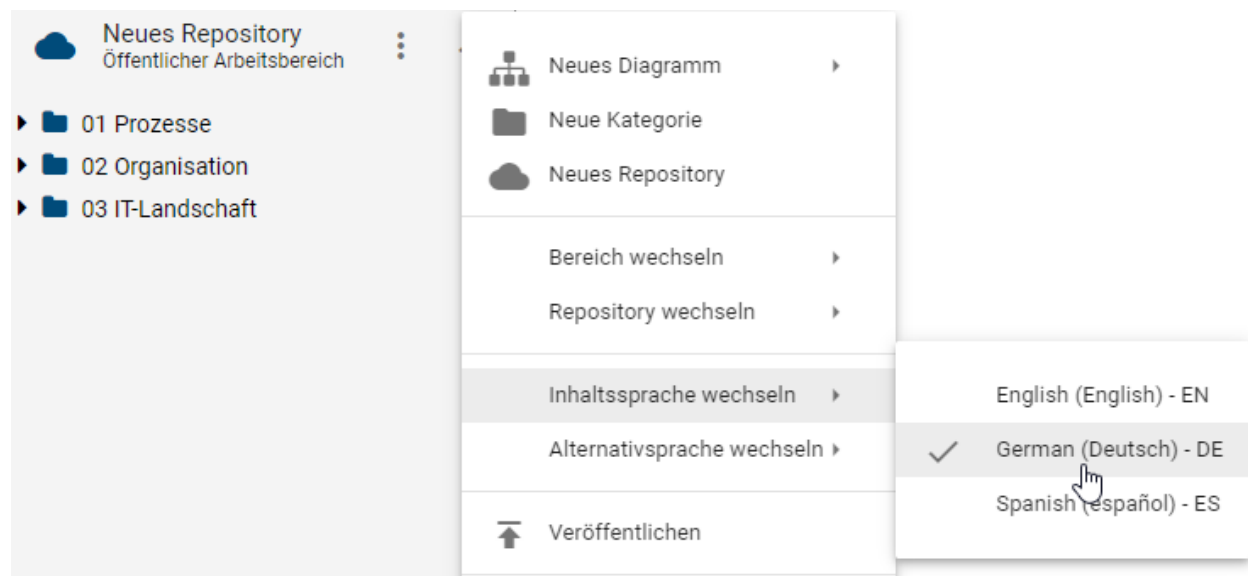 Neues Repository
Öffentlicher Arbeitsbereich
01 Prozesse
02 Organisation
03 IT-Landschaft
Neues Diagramm
Neue Kategorie
Neues Repository
Bereich wechseln
Repository wechseln
Inhaltssprache wechseln
Alternativsprache wechseln
Veröffentlichen
English (English) - EN
German (Deutsch) - DE
Spanish (español) - ES